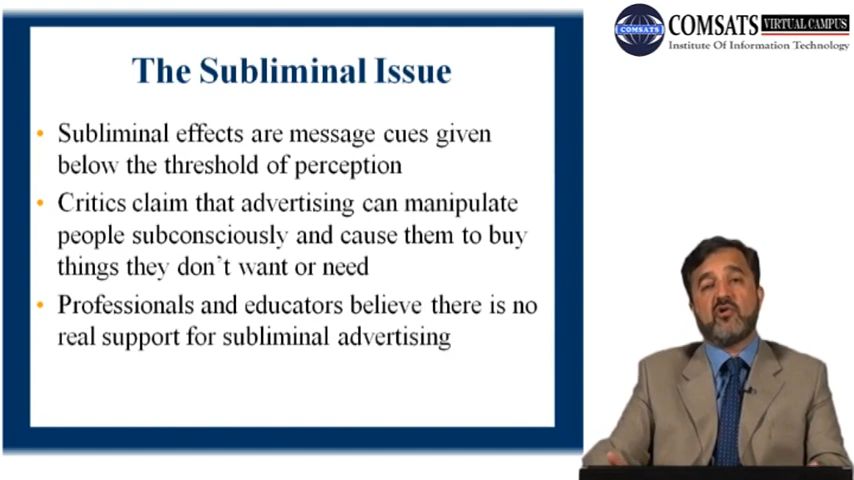 COMSATS VIRTUAL CAMPUS
COMSATS
Institute Of Information Technology
The Subliminal Issue
• Subliminal effects are message cues given
below the threshold of perception
• Critics claim that advertising can manipulate
people subconsciously and cause them to buy
things they don't want or need
• Professionals and educators believe there is no
real support for subliminal advertising